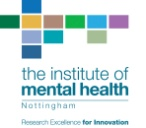 the institute of
mental health
Nottingham
Research Excellence for Innovation